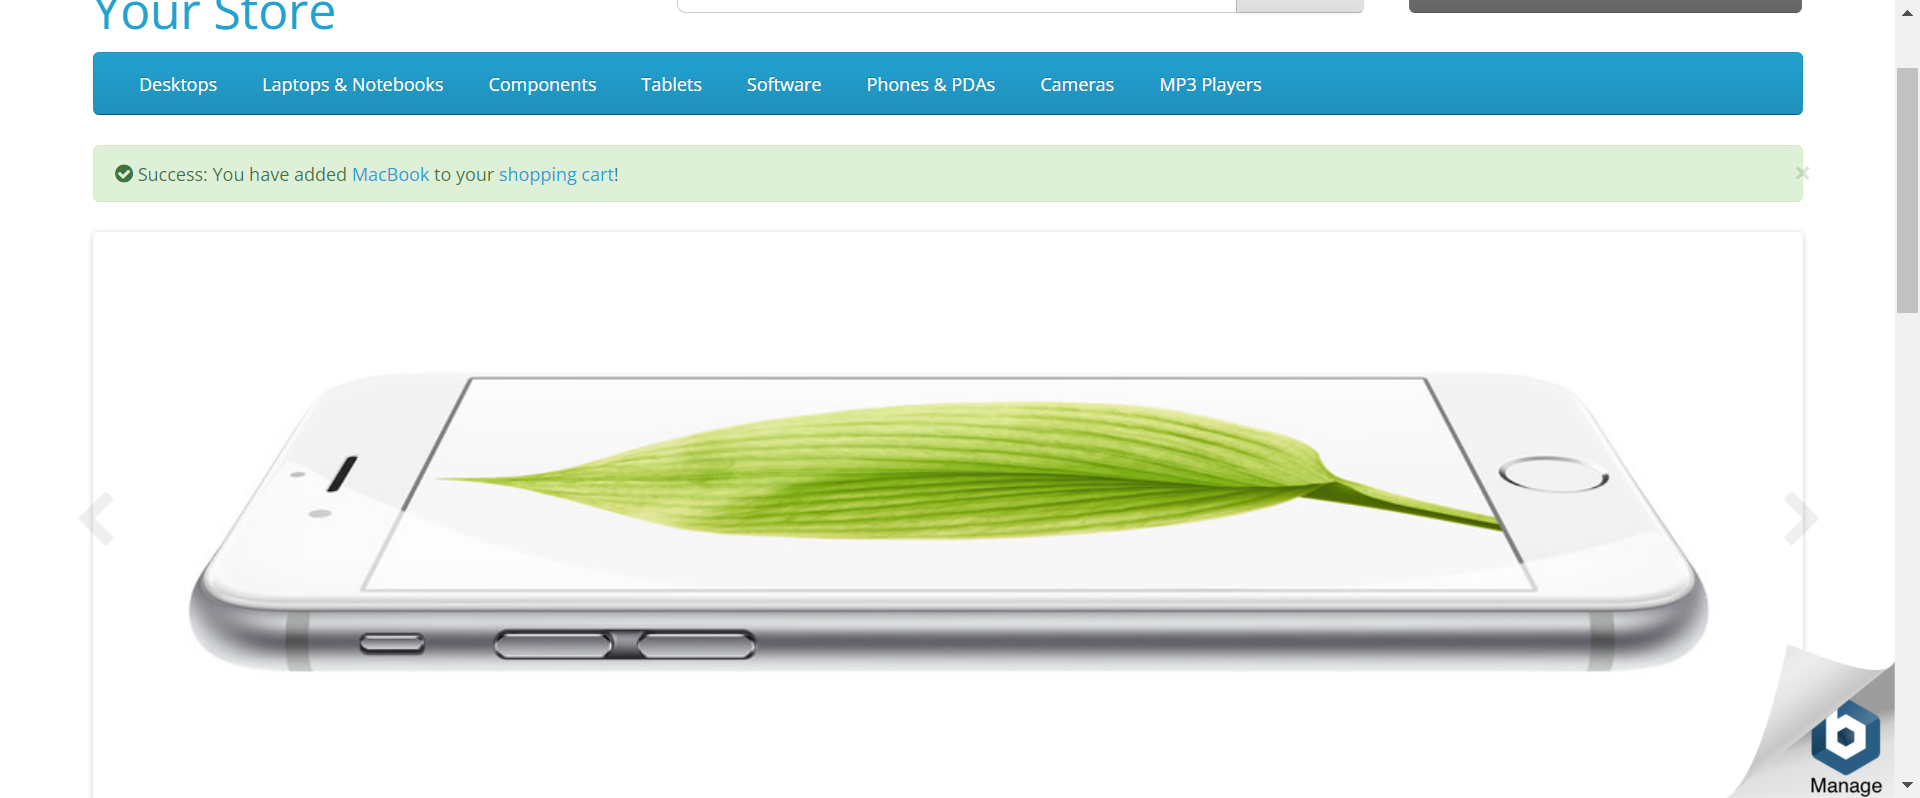 Your Store
Desktops Laptops & Notebooks Components Tablets Software Phones & PDAs Cameras MP3 Players
Success: You have added MacBook to your shopping cart!
×
b
Manage